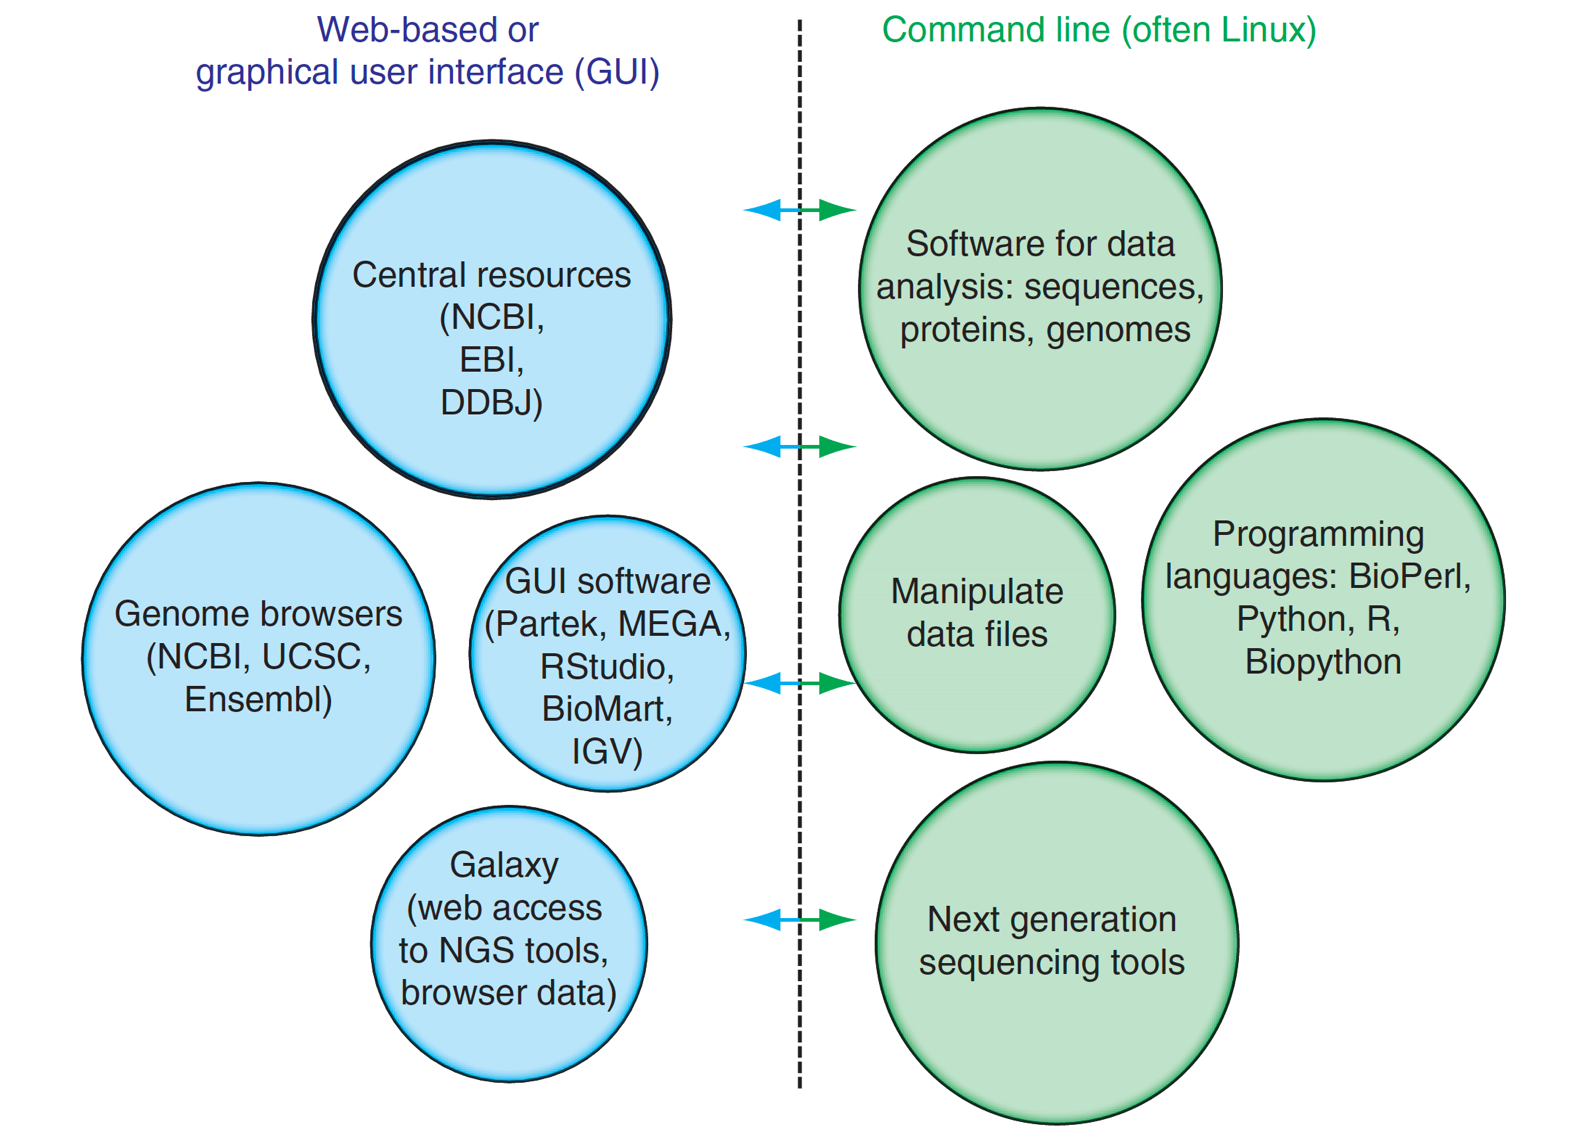 Web-based or
graphical user interface (GUI)
Command line (often Linux)
Central resources
(NCBI,
EBI,
DDBJ)
Software for data
analysis: sequences,
proteins, genomes
Genome browsers
(NCBI, UCSC,
Ensembl)
GUI software
(Partek, MEGA,
RStudio,
BioMart,
IGV)
Manipulate
data files
Programming
languages: BioPerl,
Python, R,
Biopython
Galaxy
(web access
to NGS tools,
browser data)
Next generation
sequencing tools